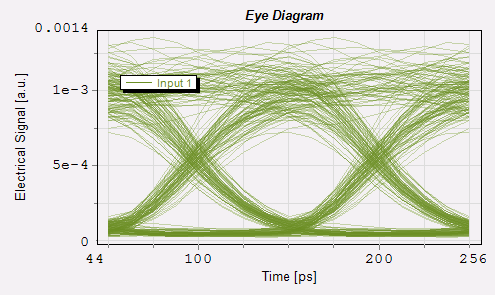 Eye Diagram
0.0014
1e-3
5e-4
0
Electrical Signal [a.u.]
Input 1
44 100 200 256
Time [ps]